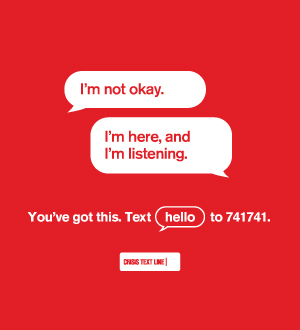 I'm not okay.
I'm here, and
I'm listening.
You've got this. Text hello to 741741.
CRISIS TEXT LINE |